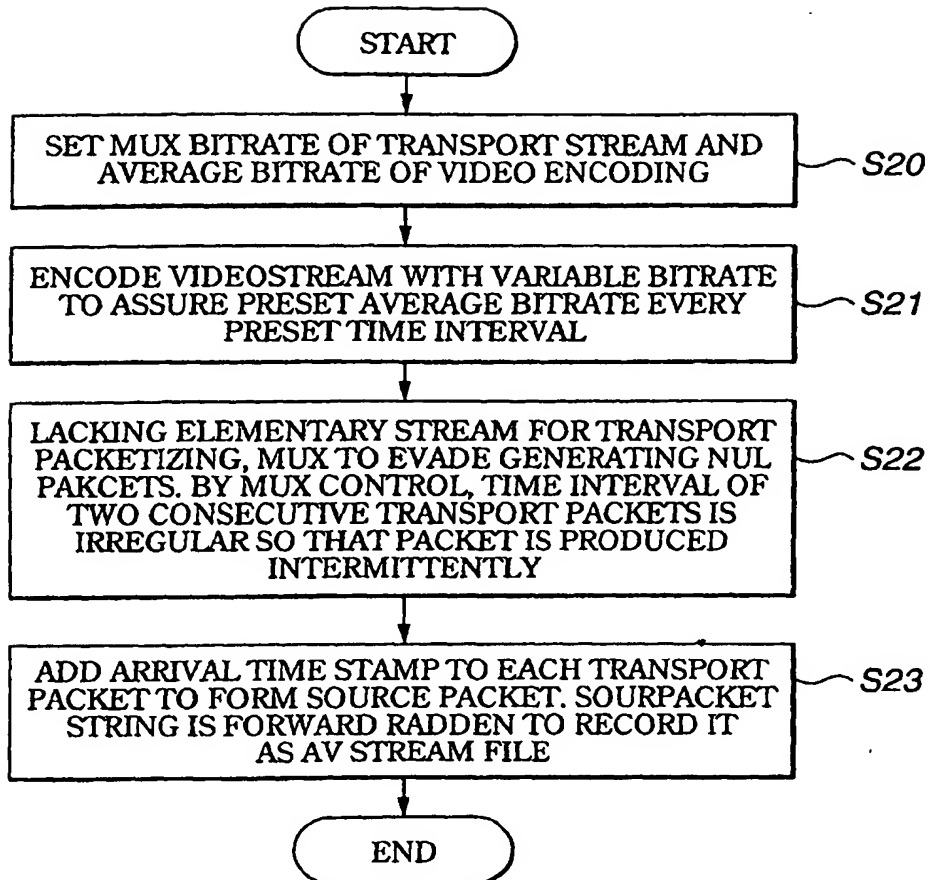 START
SET MUX BITRATE OF TRANSPORT STREAM AND
AVERAGE BITRATE OF VIDEO ENCODING
S20
ENCODE VIDEOSTREAM WITH VARIABLE BITRATE
TO ASSURE PRESET AVERAGE BITRATE EVERY
PRESET TIME INTERVAL
S21
LACKING ELEMENTARY STREAM FOR TRANSPORT
PACKETIZING, MUX TO EVADE GENERATING NUL
PAKCETS. BY MUX CONTROL, TIME INTERVAL OF
TWO CONSECUTIVE TRANSPORT PACKETS IS
IRREGULAR SO THAT PACKET IS PRODUCED
INTERMITTENTLY
S22
ADD ARRIVAL TIME STAMP TO EACH TRANSPORT
PACKET TO FORM SOURCE PACKET. SOURPACKET
STRING IS FORWARD RADDEN TO RECORD IT
AS AV STREAM FILE
S23
END